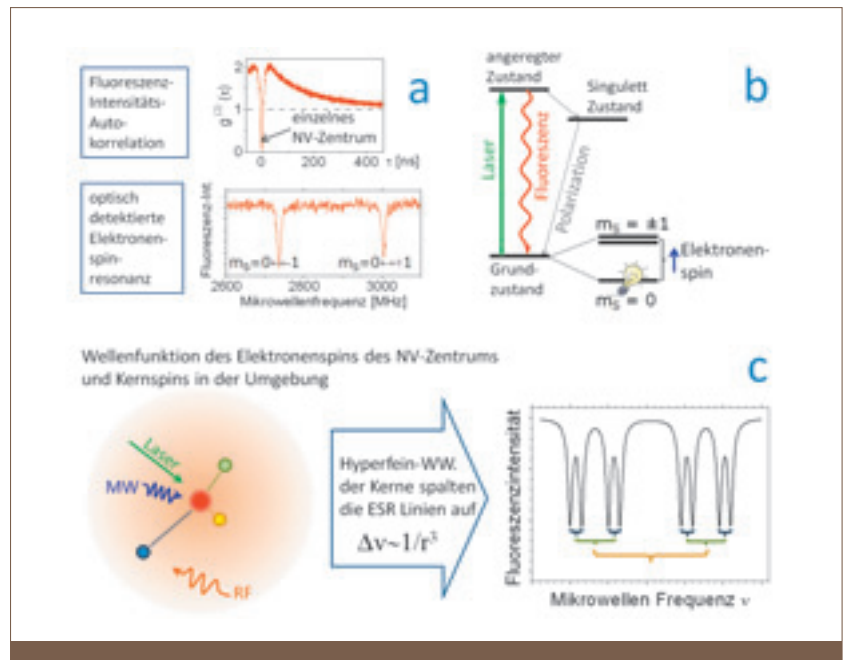 Fluoreszenz-
Intensitäts-
Auto-
korrelation
2
1
0
g⁽²⁾ (τ)
einzelnes
NV-Zentrum
0
200
400
τ [ns]
a
optisch
detektierte
Elektronen-
spin-
resonanz
Fluoreszenz-Int.
mₛ=0↔-1
mₛ=0↔+1
2600
2800
3000
Mikrowellenfrequenz [MHz]
angeregter
Zustand
Singulett
Zustand
b
Laser
Fluoreszenz
Polarization
mₛ = ±1
Elektronen-
spin
Grund-
zustand
mₛ = 0
Wellenfunktion des Elektronenspins des NV-Zentrums
und Kernspins in der Umgebung
c
Laser
MW
RF
Hyperfein-WW.
der Kerne spalten
die ESR Linien auf
Δν~1/r³
Fluoreszenzintensität
Mikrowellen Frequenz ν